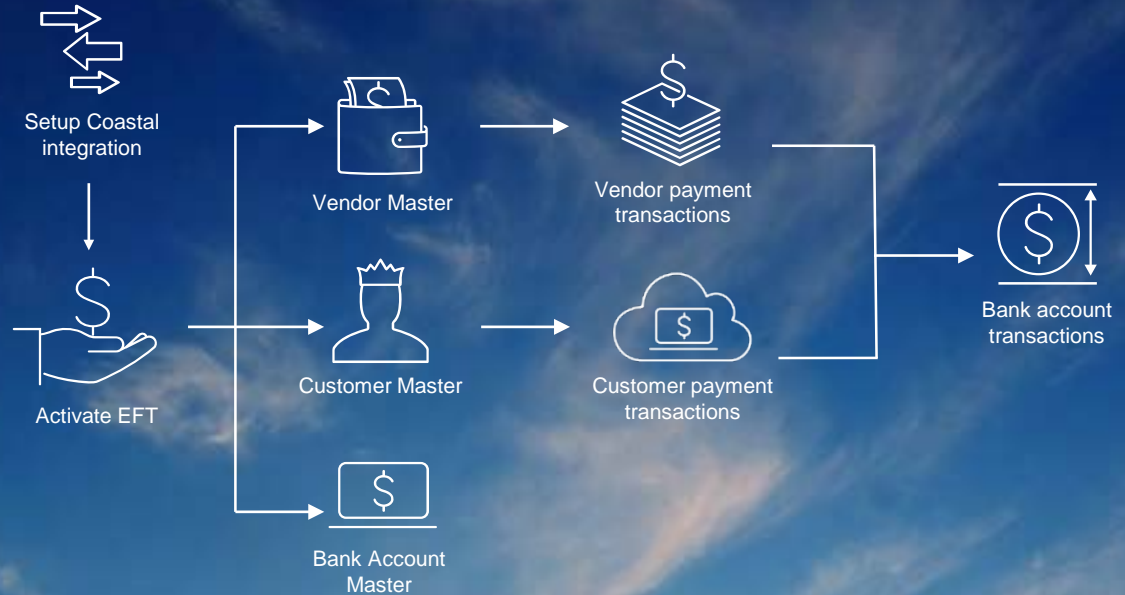 Setup Coastal
integration
Activate EFT
Vendor Master
Customer Master
Bank Account
Master
Vendor payment
transactions
Customer payment
transactions
Bank account
transactions